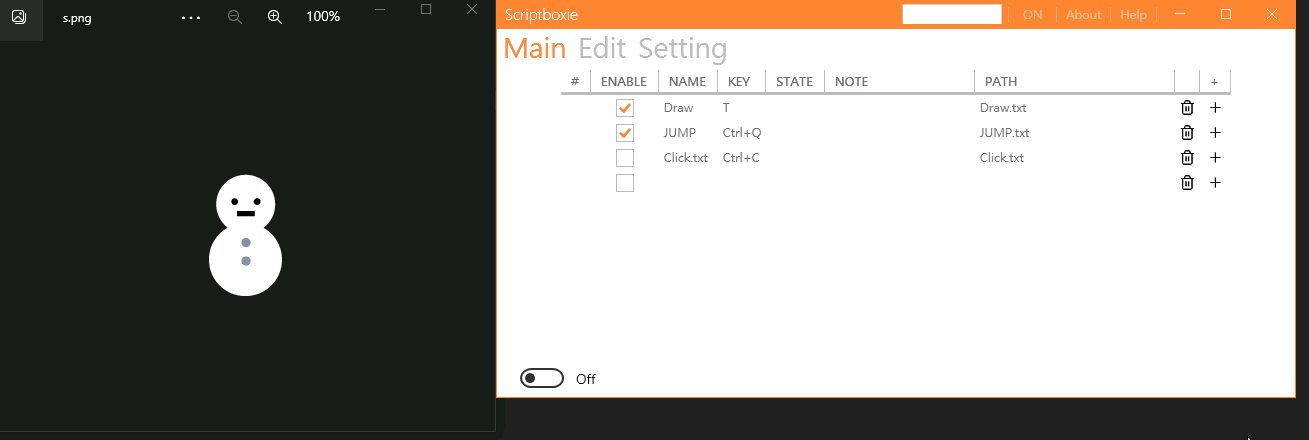 s.png ... 100%
Scriptboxie ON About Help
Main Edit Setting
# ENABLE NAME KEY STATE NOTE PATH +
Draw T Draw.txt
JUMP Ctrl+Q JUMP.txt
Click.txt Ctrl+C Click.txt
Off